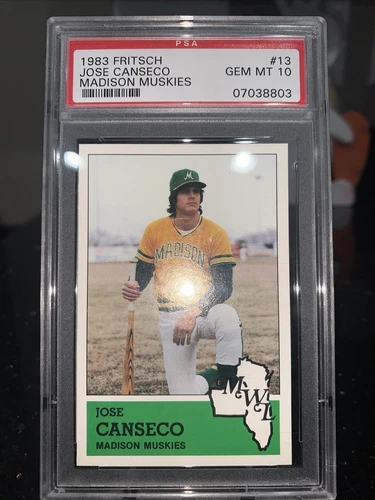 PSA
1983 FRITSCH #13
JOSE CANSECO GEM MT 10
MADISON MUSKIES
07038803
M
MADISON
MWL
JOSE
CANSECO
MADISON MUSKIES